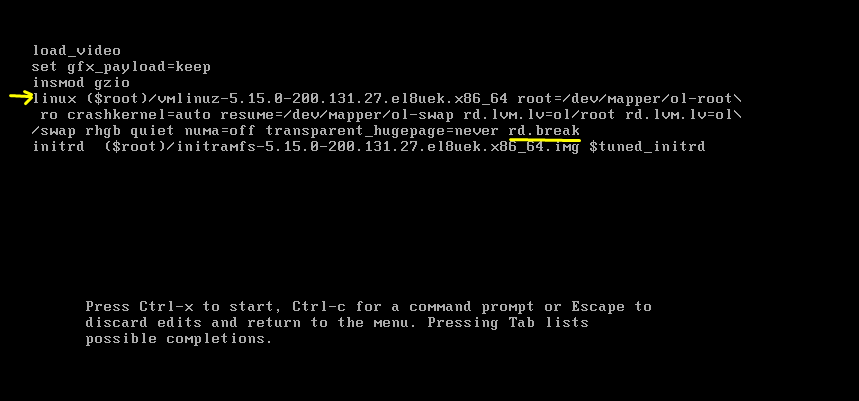 load_video
set gfx_payload=keep
insmod gzio
linux ($root)/vmlinuz-5.15.0-200.131.27.el8uek.x86_64 root=/dev/mapper/ol-root\
 ro crashkernel=auto resume=/dev/mapper/ol-swap rd.lvm.lv=ol/root rd.lvm.lv=ol\
/swap rhgb quiet numa=off transparent_hugepage=never rd.break
initrd  ($root)/initramfs-5.15.0-200.131.27.el8uek.x86_64.img $tuned_initrd
Press Ctrl-x to start, Ctrl-c for a command prompt or Escape to
discard edits and return to the menu. Pressing Tab lists
possible completions.